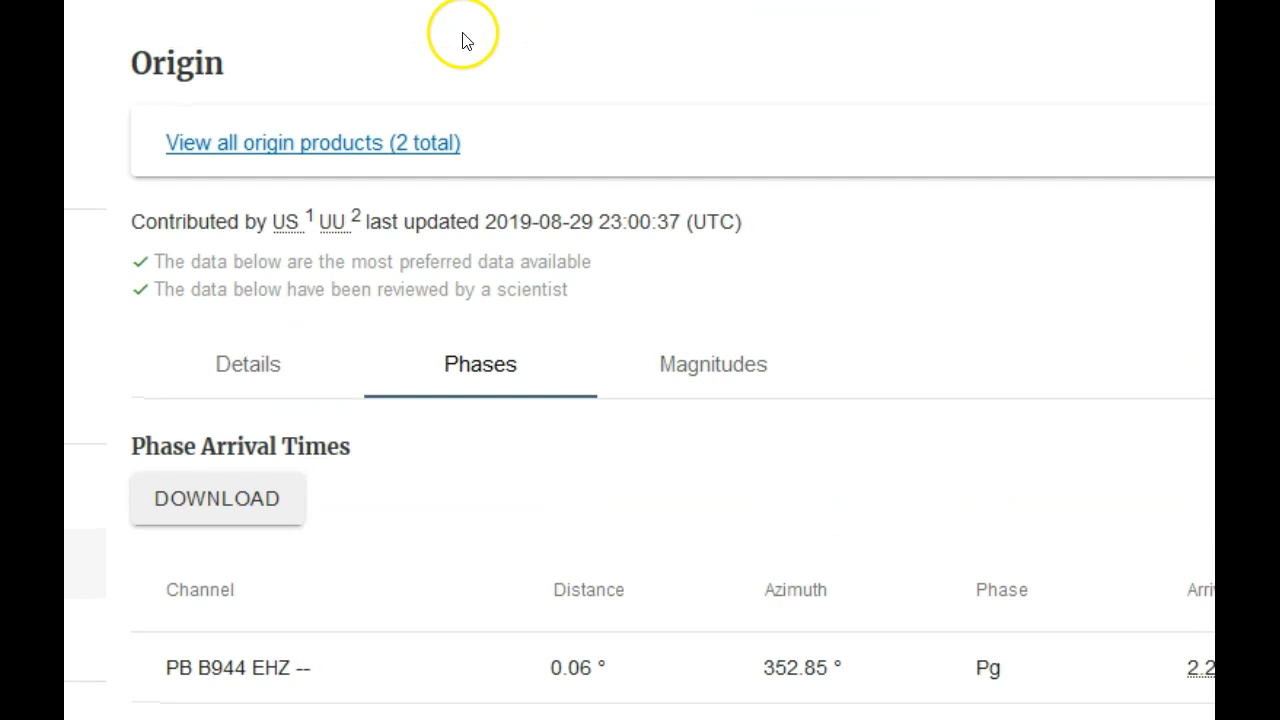 Origin
View all origin products (2 total)
Contributed by US 1 UU 2 last updated 2019-08-29 23:00:37 (UTC)
The data below are the most preferred data available
The data below have been reviewed by a scientist
Details Phases Magnitudes
Phase Arrival Times
DOWNLOAD
Channel Distance Azimuth Phase
PB B944 EHZ -- 0.06 ° 352.85 ° Pg